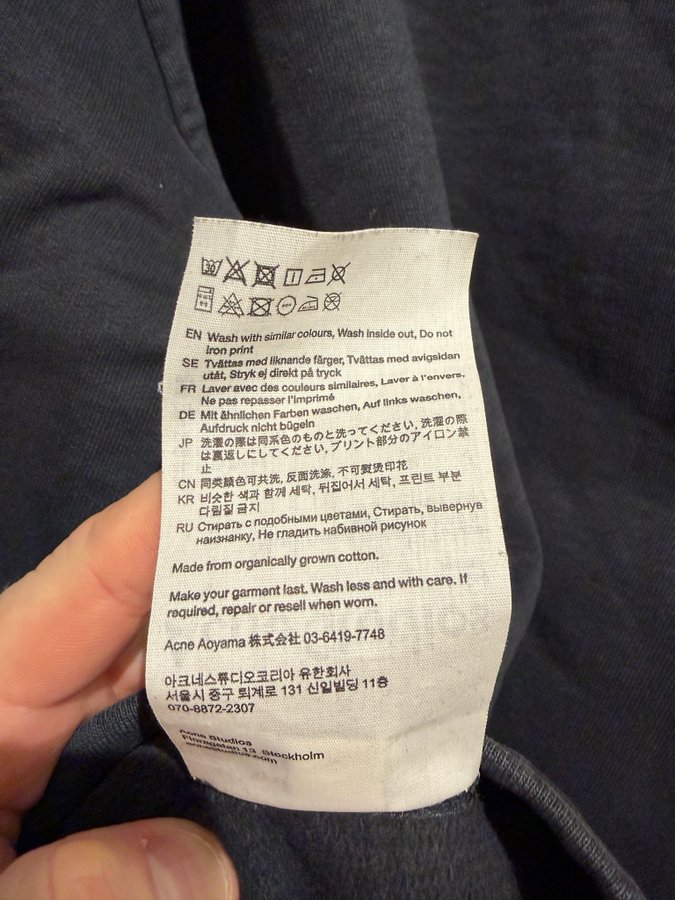 30
EN Wash with similar colours, Wash inside out, Do not
iron print
SE Tvättas med liknande färger, Tvättas med avigsidan
utåt, Stryk ej direkt på tryck
FR Laver avec des couleurs similaires, Laver à l'envers,
Ne pas repasser l'imprimé
DE Mit ähnlichen Farben waschen, Auf links waschen,
Aufdruck nicht bügeln
JP 洗濯の際は同系色のものと洗ってください, 洗濯の際
は裏返しにしてください, プリント部分のアイロン禁
止
CN 同类颜色可共洗, 反面洗涤, 不可熨烫印花
KR 비슷한 색과 함께 세탁, 뒤집어서 세탁, 프린트 부분
다림질 금지
RU Стирать с подобными цветами, Стирать, вывернув
наизнанку, Не гладить набивной рисунок
Made from organically grown cotton.
Make your garment last. Wash less and with care. If
required, repair or resell when worn.
Acne Aoyama 株式会社 03-6419-7748
아크네스튜디오코리아 유한회사
서울시 중구 퇴계로 131 신일빌딩 11층
070-8872-2307
Acne Studios
Floragatan 13 Stockholm
acnestudios.com